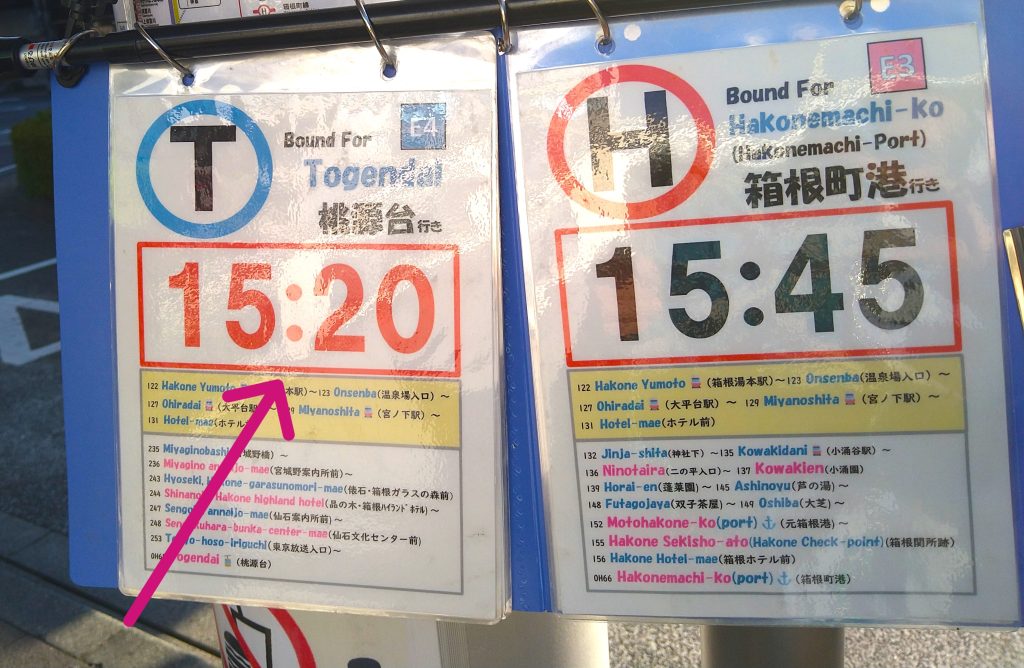 箱根町線
T
Bound For
E4
Togendai
桃源台行き
15:20
122 Hakone Yumoto 本駅)～123 Onsenba(温泉場入口)～
127 Ohiradai (大平台駅 129 Miyanoshita (宮ノ下駅)～
131 Hotel-mae(ホテル前
235 Miyaginobashi 城野橋) ～
236 Miyagino jo-mae(宮城野案内所前)～
243 Hyoseki, Hakone-garasunomori-mae(俵石・箱根ガラスの森前)
244 Hakone highland hotel(品の木・箱根ハイランドホテル)～
247 annaijo-mae(仙石案内所前)～
248 Sengokuhara-bunka-center-mae(仙石文化センター前)
253 -hoso-iriguchi(東京放送入口)～
Togendai (桃源台)
H
Bound For
E3
Hakonemachi-ko
(Hakonemachi-Port)
箱根町港行き
15:45
122 Hakone Yumoto (箱根湯本駅)～123 Onsenba(温泉場入口)～
127 Ohiradai (大平台駅)～ 129 Miyanoshita (宮ノ下駅)～
131 Hotel-mae(ホテル前)
132 Jinja-shita(神社下) ～135 Kowakidani (小涌谷駅)～
136 Ninotaira(二の平入口)～ 137 Kowakien(小涌園)
139 Horai-en(蓬莱園)～ 145 Ashinoyu(芦の湯)～
148 Futagojaya(双子茶屋)～ 149 Oshiba(大芝)～
152 Motohakone-ko(port) (元箱根港)～
155 Hakone Sekisho-ato(Hakone Check-point)(箱根関所跡)
156 Hakone Hotel-mae(箱根ホテル前)
OH66 Hakonemachi-ko(port) (箱根町港)